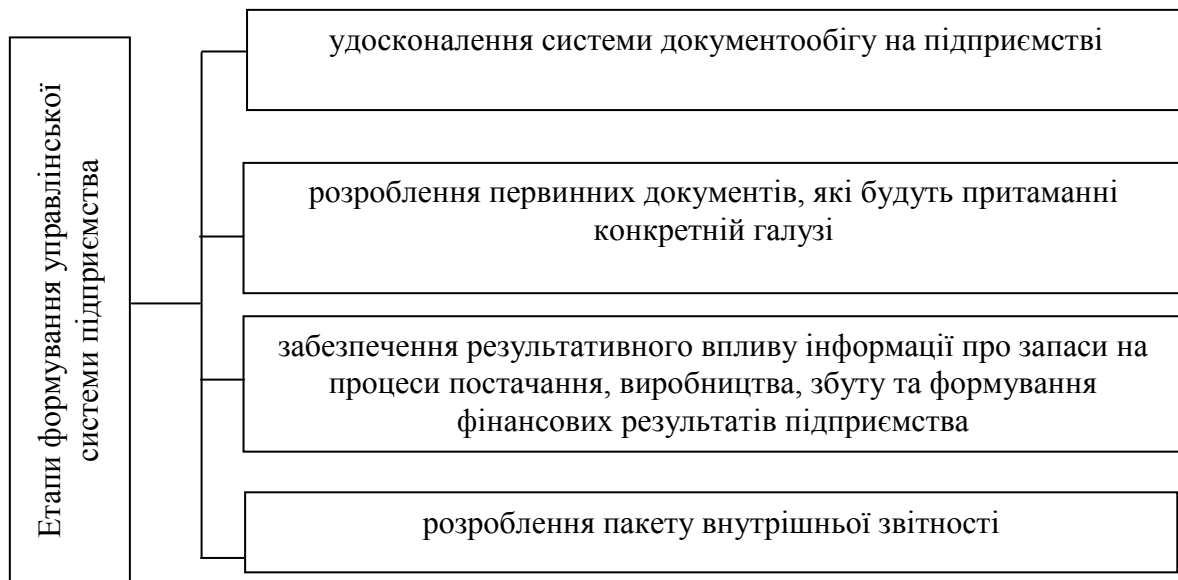 Етапи формування управлінської
системи підприємства
удосконалення системи документообігу на підприємстві
розроблення первинних документів, які будуть притаманні
конкретній галузі
забезпечення результативного впливу інформації про запаси на
процеси постачання, виробництва, збуту та формування
фінансових результатів підприємства
розроблення пакету внутрішньої звітності